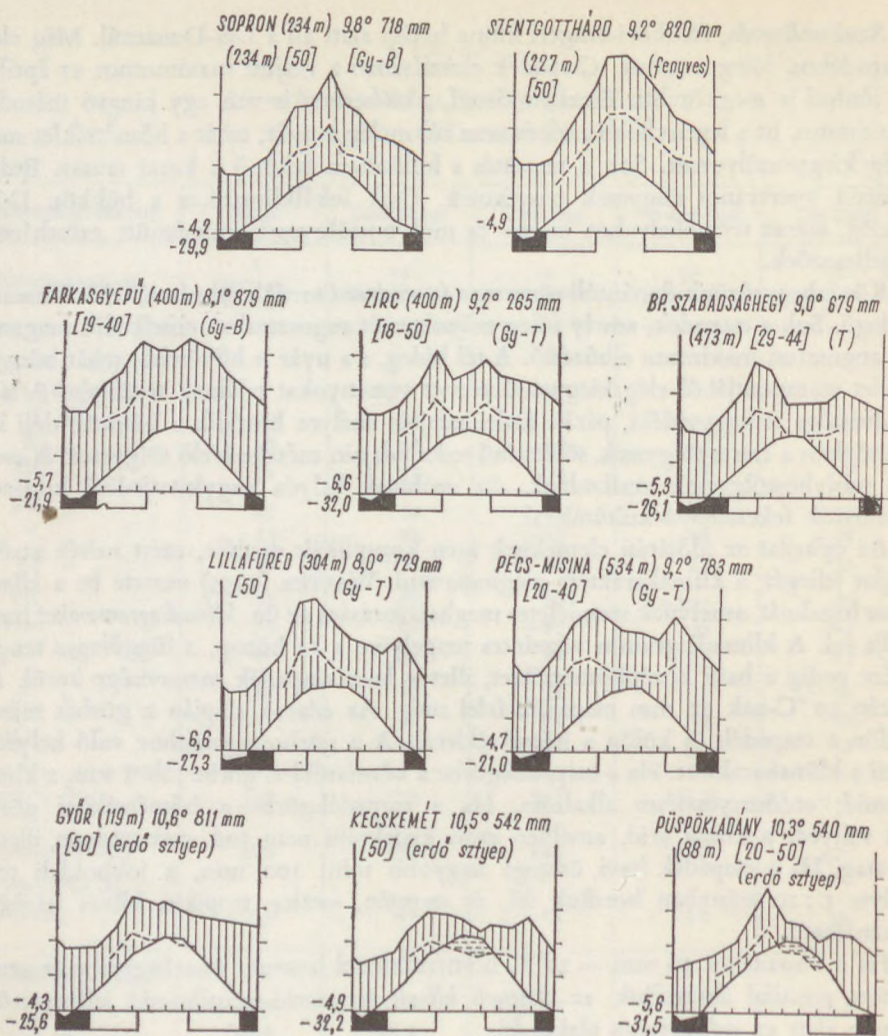 SOPRON (234 m) 9,8° 718 mm
(234 m) [50] [Gy-B)
4,2
-29,9
SZENTGOTTHÁRD 9,2° 820 mm
(227 m) (fenyves)
[50]
-4,9
FARKASGYEPŰ (400 m) 8,1° 879 mm
[19-40] (Gy-B)
-5,7
-21,9
ZIRC (400 m) 9,2° 265 mm
[18-50] (Gy-T)
-6,6
-32,0
BP. SZABADSÁGHEGY 9,0° 679 mm
(473 m) [29-44] (T)
-5,3
-26,1
LILLAFÜRED (304 m) 8,0° 729 mm
[50] (Gy-T)
-6,6
-27,3
PÉCS-MISINA (534 m) 9,2° 783 mm
[20-40] (Gy-T)
-4,7
-21,0
GYŐR (119 m) 10,6° 811 mm
[50] (erdő sztyep)
-4,3
-25,6
KECSKEMÉT 10,5° 542 mm
[50] (erdő sztyep)
-4,9
-32,2
PÜSPÖKLADÁNY 10,3° 540 mm
(88 m) [20-50]
(erdő sztyep)
-5,6
-31,5